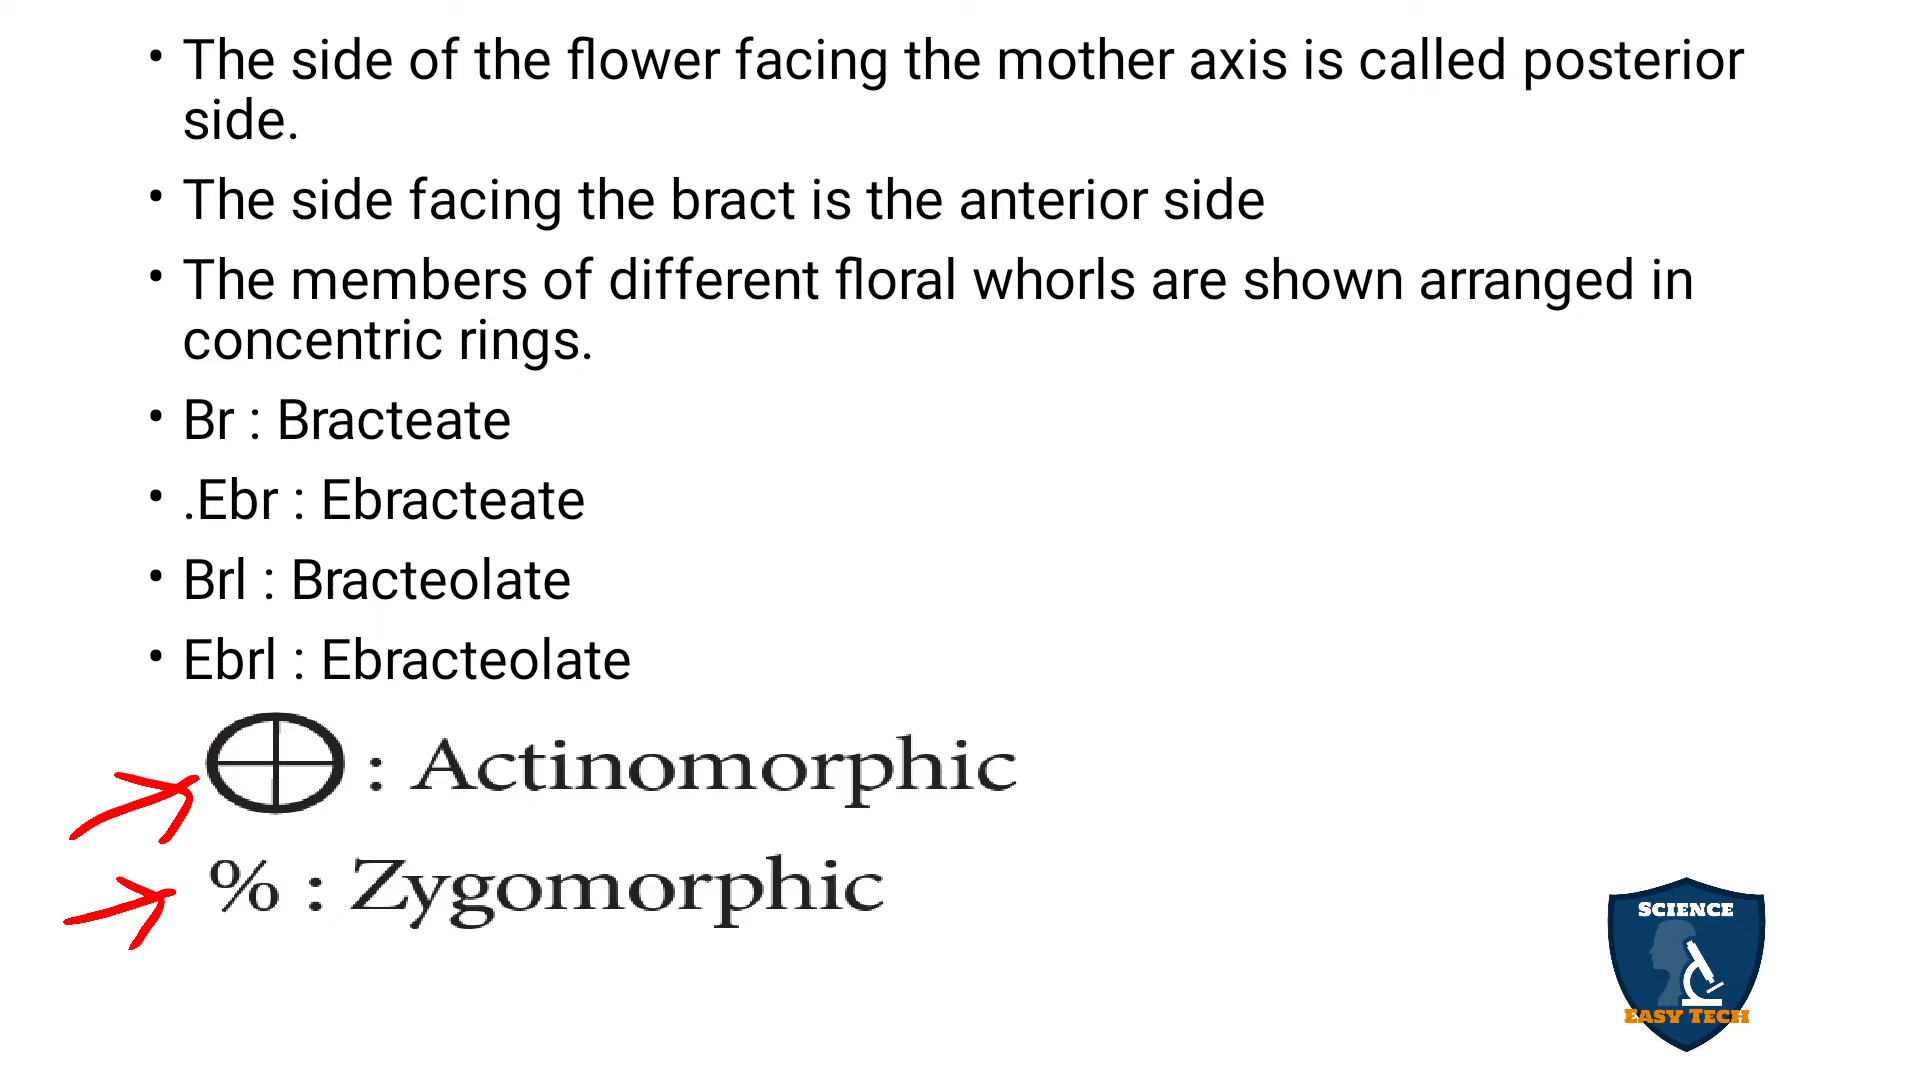 • The side of the flower facing the mother axis is called posterior
side.
• The side facing the bract is the anterior side
• The members of different floral whorls are shown arranged in
concentric rings.
• Br : Bracteate
• .Ebr : Ebracteate
• Brl : Bracteolate
• Ebrl : Ebracteolate
⊕ : Actinomorphic
% : Zygomorphic
SCIENCE
EASY TECH